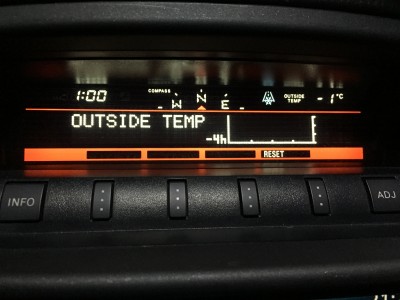 1:00 COMPASS W N E OUTSIDE TEMP -1°C
OUTSIDE TEMP
-4h
RESET
INFO
ADJ